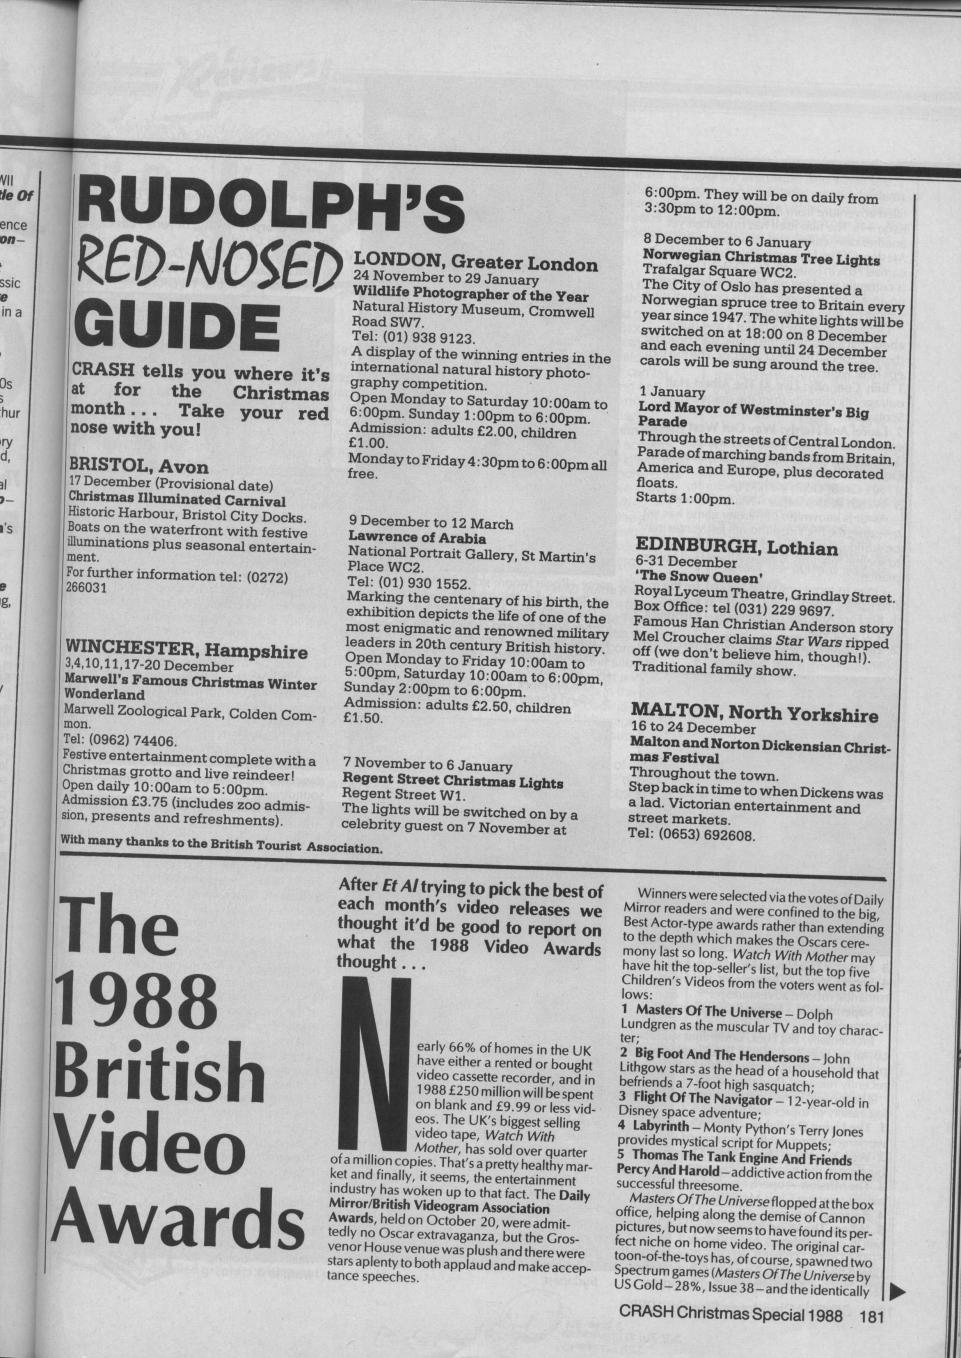 RUDOLPH'S
RED-NOSED
GUIDE
CRASH tells you where it's
at for the Christmas
month... Take your red
nose with you!
BRISTOL, Avon
17 December (Provisional date)
Christmas Illuminated Carnival
Historic Harbour, Bristol City Docks.
Boats on the waterfront with festive
illuminations plus seasonal entertain-
ment.
For further information tel: (0272)
266031
WINCHESTER, Hampshire
3,4,10,11,17-20 December
Marwell's Famous Christmas Winter
Wonderland
Marwell Zoological Park, Colden Com-
mon.
Tel: (0962) 74406.
Festive entertainment complete with a
Christmas grotto and live reindeer!
Open daily 10:00am to 5:00pm.
Admission £3.75 (includes zoo admis-
sion, presents and refreshments).
With many thanks to the British Tourist Association.
LONDON, Greater London
24 November to 29 January
Wildlife Photographer of the Year
Natural History Museum, Cromwell
Road SW7.
Tel: (01) 938 9123.
A display of the winning entries in the
international natural history photo-
graphy competition.
Open Monday to Saturday 10:00am to
6:00pm. Sunday 1:00pm to 6:00pm.
Admission: adults £2.00, children
£1.00.
Monday to Friday 4:30pm to 6:00pm all
free.
9 December to 12 March
Lawrence of Arabia
National Portrait Gallery, St Martin's
Place WC2.
Tel: (01) 930 1552.
Marking the centenary of his birth, the
exhibition depicts the life of one of the
most enigmatic and renowned military
leaders in 20th century British history.
Open Monday to Friday 10:00am to
5:00pm, Saturday 10:00am to 6:00pm,
Sunday 2:00pm to 6:00pm.
Admission: adults £2.50, children
£1.50.
7 November to 6 January
Regent Street Christmas Lights
Regent Street W1.
The lights will be switched on by a
celebrity guest on 7 November at
6:00pm. They will be on daily from
3:30pm to 12:00pm.
8 December to 6 January
Norwegian Christmas Tree Lights
Trafalgar Square WC2.
The City of Oslo has presented a
Norwegian spruce tree to Britain every
year since 1947. The white lights will be
switched on at 18:00 on 8 December
and each evening until 24 December
carols will be sung around the tree.
1 January
Lord Mayor of Westminster's Big
Parade
Through the streets of Central London.
Parade of marching bands from Britain,
America and Europe, plus decorated
floats.
Starts 1:00pm.
EDINBURGH, Lothian
6-31 December
'The Snow Queen'
Royal Lyceum Theatre, Grindlay Street.
Box Office: tel (031) 229 9697.
Famous Han Christian Anderson story
Mel Croucher claims Star Wars ripped
off (we don't believe him, though!).
Traditional family show.
MALTON, North Yorkshire
16 to 24 December
Malton and Norton Dickensian Christ-
mas Festival
Throughout the town.
Step back in time to when Dickens was
a lad. Victorian entertainment and
street markets.
Tel: (0653) 692608.
The
1988
British
Video
Awards
After Et Al trying to pick the best of
each month's video releases we
thought it'd be good to report on
what the 1988 Video Awards
thought...
Nearly 66% of homes in the UK
have either a rented or bought
video cassette recorder, and in
1988 £250 million will be spent
on blank and £9.99 or less vid-
eos. The UK's biggest selling
video tape, Watch With
Mother, has sold over quarter
of a million copies. That's a pretty healthy mar-
ket and finally, it seems, the entertainment
industry has woken up to that fact. The Daily
Mirror/British Videogram Association
Awards, held on October 20, were admit-
tedly no Oscar extravaganza, but the Gros-
venor House venue was plush and there were
stars aplenty to both applaud and make accep-
tance speeches.
Winners were selected via the votes of Daily
Mirror readers and were confined to the big,
Best Actor-type awards rather than extending
to the depth which makes the Oscars cere-
mony last so long. Watch With Mother may
have hit the top-seller's list, but the top five
Children's Videos from the voters went as fol-
lows:
1 Masters Of The Universe – Dolph
Lundgren as the muscular TV and toy charac-
ter;
2 Big Foot And The Hendersons – John
Lithgow stars as the head of a household that
befriends a 7-foot high sasquatch;
3 Flight Of The Navigator – 12-year-old in
Disney space adventure;
4 Labyrinth – Monty Python's Terry Jones
provides mystical script for Muppets;
5 Thomas The Tank Engine And Friends
Percy And Harold – addictive action from the
successful threesome.
Masters Of The Universe flopped at the box
office, helping along the demise of Cannon
pictures, but now seems to have found its per-
fect niche on home video. The original car-
toon-of-the-toys has, of course, spawned two
Spectrum games (Masters Of The Universe by
US Gold – 28%, Issue 38 – and the identically
CRASH Christmas Special 1988 181